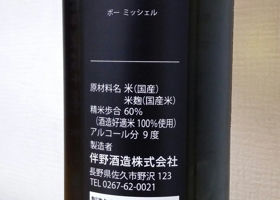 ボー ミッシェル
原材料名 米(国産)
米麹(国産米)
精米歩合 60%
(酒造好適米100%使用)
アルコール分 9度
製造者
伴野酒造株式会社
長野県佐久市野沢 123
TEL 0267-62-0021